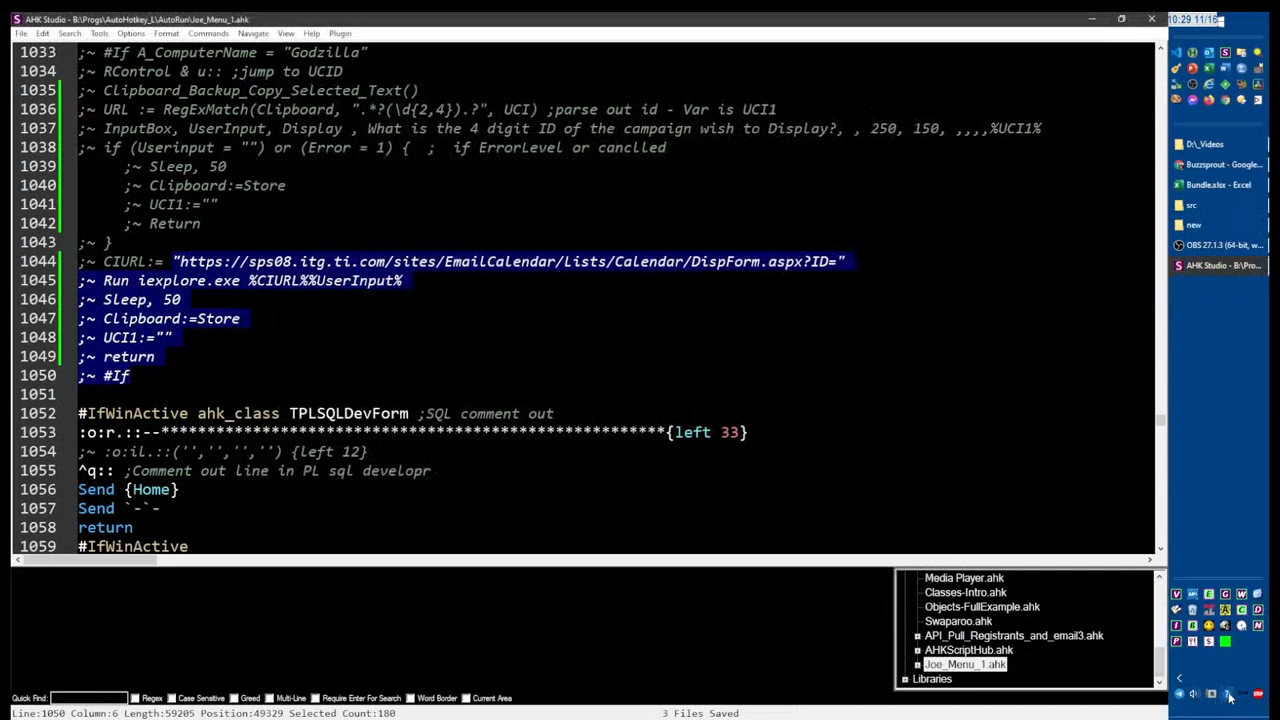 AHK Studio - B:\Progs\AutoHotkey_L\AutoRun\Joe_Menu_1.ahk
File Edit Search Tools Options Format Commands Navigate View Help Plugin
1033 ;~ #If A_ComputerName = "Godzilla"
1034 ;~ RControl & u:: ;jump to UCID
1035 ;~ Clipboard_Backup_Copy_Selected_Text()
1036 ;~ URL := RegExMatch(Clipboard, ".*?(\d{2,4}).?", UCI) ;parse out id - Var is UCI1
1037 ;~ InputBox, UserInput, Display , What is the 4 digit ID of the campaign wish to Display?, , 250, 150, ,,,,%UCI1%
1038 ;~ if (Userinput = "") or (Error = 1) { ; if ErrorLevel or canclled
1039 ;~ Sleep, 50
1040 ;~ Clipboard:=Store
1041 ;~ UCI1:=""
1042 ;~ Return
1043 ;~ }
1044 ;~ CIURL:= "https://sps08.itg.ti.com/sites/EmailCalendar/Lists/Calendar/DispForm.aspx?ID="
1045 ;~ Run iexplore.exe %CIURL%%UserInput%
1046 ;~ Sleep, 50
1047 ;~ Clipboard:=Store
1048 ;~ UCI1:=""
1049 ;~ return
1050 ;~ #If
1051
1052 #IfWinActive ahk_class TPLSQLDevForm ;SQL comment out
1053 :o:r.::--*******************************************************{left 33}
1054 ;~ :o:il.::('','','','') {left 12}
1055 ^q:: ;Comment out line in PL sql developr
1056 Send {Home}
1057 Send `-`-
1058 return
1059 #IfWinActive
Media Player.ahk
Classes-Intro.ahk
Objects-FullExample.ahk
Swaparoo.ahk
API_Pull_Registrants_and_email3.ahk
AHKScriptHub.ahk
Joe_Menu_1.ahk
Libraries
Quick Find: Regex Case Sensitive Greed Multi-Line Require Enter For Search Word Border Current Area
Line:1050 Column:6 Length:59205 Position:49329 Selected Count:180 3 Files Saved
10:29 11/16
D:\_Videos
Buzzsprout - Google...
Bundle.xlsx - Excel
src
new
OBS 27.1.3 (64-bit, w...
AHK Studio - B:\Pro...